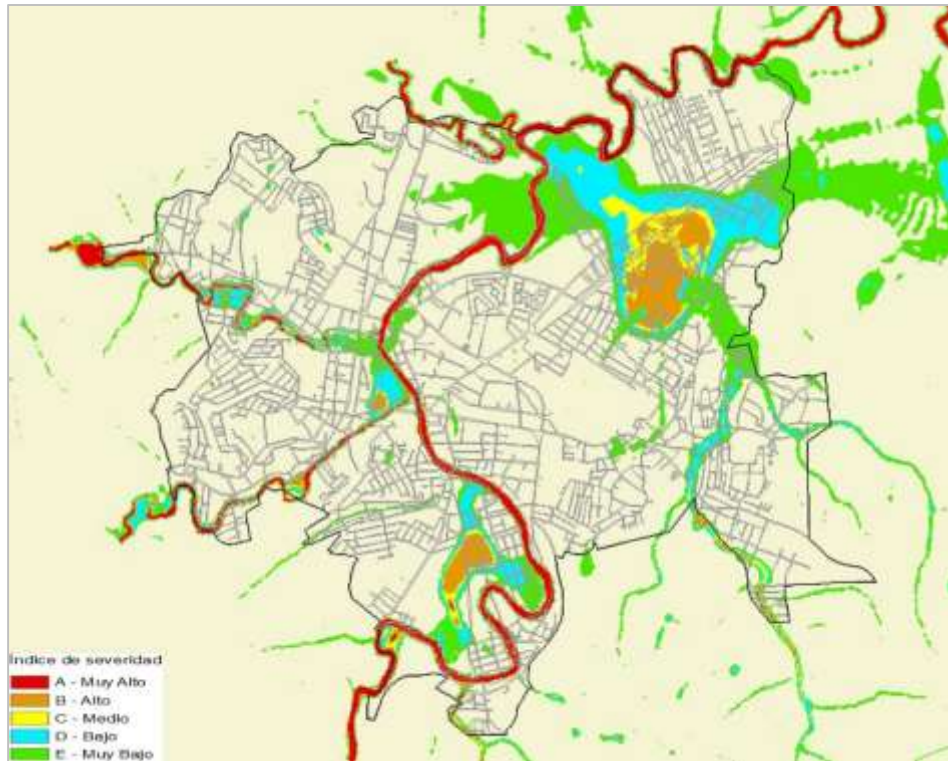 Indice de severidad
A - Muy Alto
B - Alto
C - Medio
D - Bajo
E - Muy Bajo